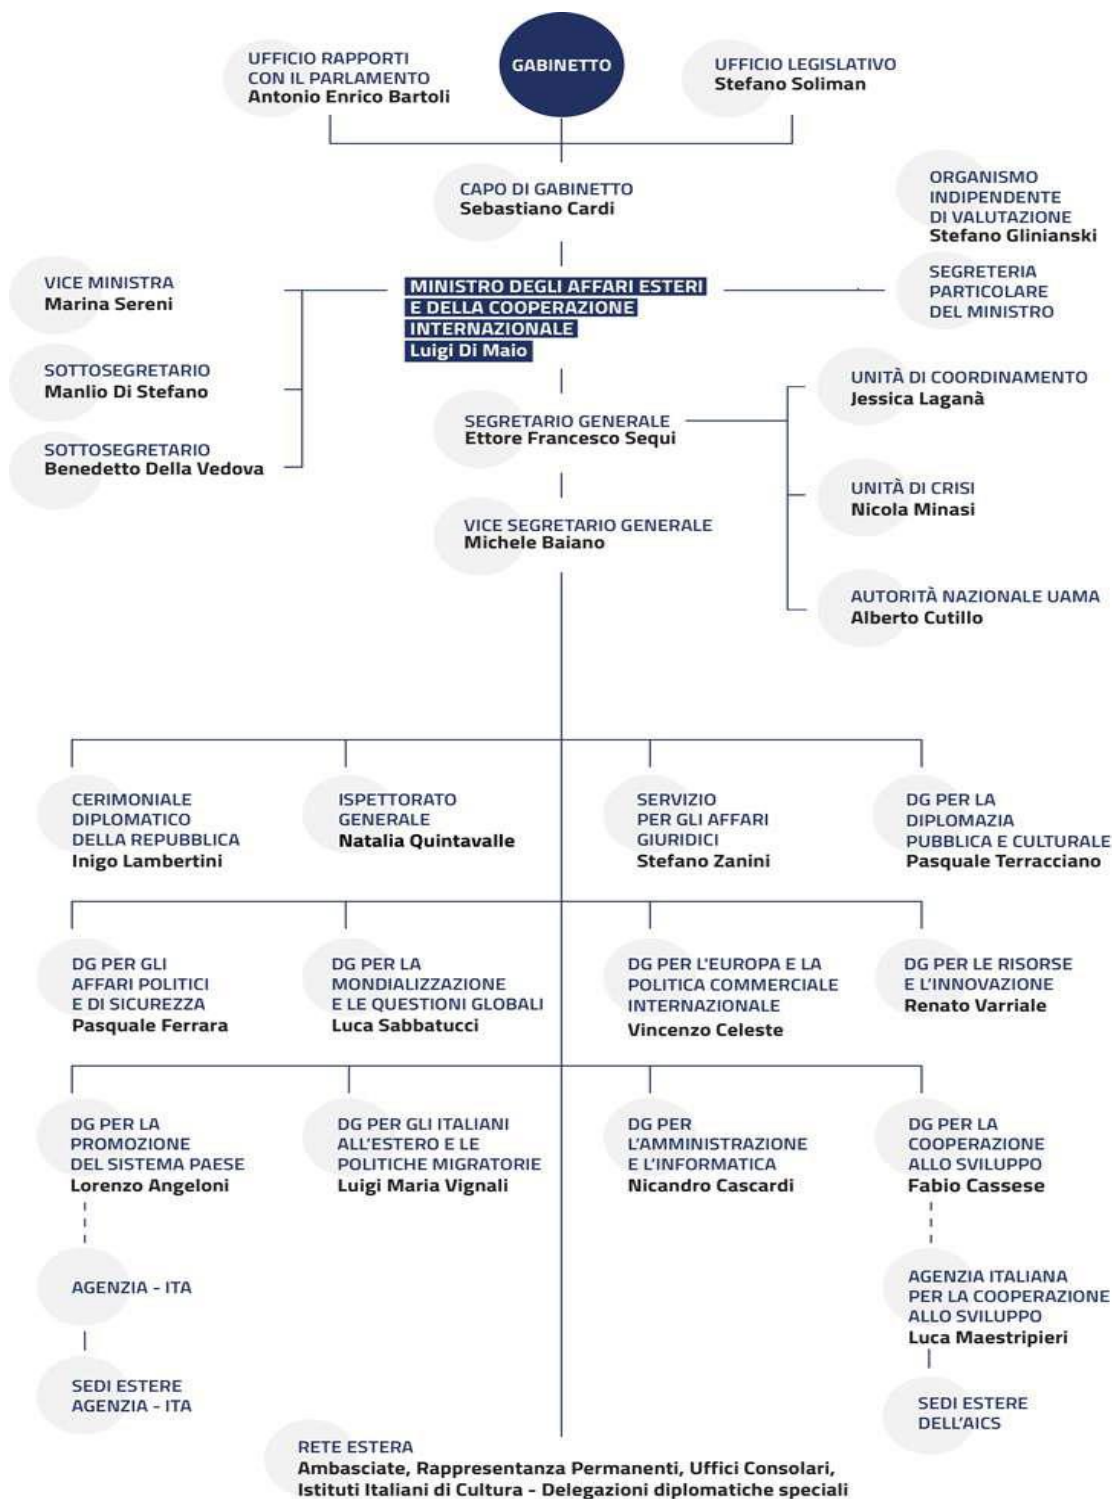 UFFICIO RAPPORTI
CON IL PARLAMENTO
Antonio Enrico Bartoli
GABINETTO
UFFICIO LEGISLATIVO
Stefano Soliman
CAPO DI GABINETTO
Sebastiano Cardi
ORGANISMO
INDIPENDENTE
DI VALUTAZIONE
Stefano Glinianski
VICE MINISTRA
Marina Sereni
MINISTRO DEGLI AFFARI ESTERI
E DELLA COOPERAZIONE
INTERNAZIONALE
Luigi Di Maio
SEGRETERIA
PARTICOLARE
DEL MINISTRO
SOTTOSEGRETARIO
Manlio Di Stefano
SOTTOSEGRETARIO
Benedetto Della Vedova
SEGRETARIO GENERALE
Ettore Francesco Sequi
UNITÀ DI COORDINAMENTO
Jessica Laganà
UNITÀ DI CRISI
Nicola Minasi
VICE SEGRETARIO GENERALE
Michele Baiano
AUTORITÀ NAZIONALE UAMA
Alberto Cutillo
CERIMONIALE
DIPLOMATICO
DELLA REPUBBLICA
Inigo Lambertini
ISPETTORATO
GENERALE
Natalia Quintavalle
SERVIZIO
PER GLI AFFARI
GIURIDICI
Stefano Zanini
DG PER LA
DIPLOMAZIA
PUBBLICA E CULTURALE
Pasquale Terracciano
DG PER GLI
AFFARI POLITICI
E DI SICUREZZA
Pasquale Ferrara
DG PER LA
MONDIALIZZAZIONE
E LE QUESTIONI GLOBALI
Luca Sabbatucci
DG PER L'EUROPA E LA
POLITICA COMMERCIALE
INTERNAZIONALE
Vincenzo Celeste
DG PER LE RISORSE
E L'INNOVAZIONE
Renato Varriale
DG PER LA
PROMOZIONE
DEL SISTEMA PAESE
Lorenzo Angeloni
DG PER GLI ITALIANI
ALL'ESTERO E LE
POLITICHE MIGRATORIE
Luigi Maria Vignali
DG PER
L'AMMINISTRAZIONE
E L'INFORMATICA
Nicandro Cascardi
DG PER LA
COOPERAZIONE
ALLO SVILUPPO
Fabio Cassese
AGENZIA - ITA
AGENZIA ITALIANA
PER LA COOPERAZIONE
ALLO SVILUPPO
Luca Maestripieri
SEDI ESTERE
AGENZIA - ITA
SEDI ESTERE
DELL'AICS
RETE ESTERA
Ambasciate, Rappresentanza Permanenti, Uffici Consolari,
Istituti Italiani di Cultura - Delegazioni diplomatiche speciali